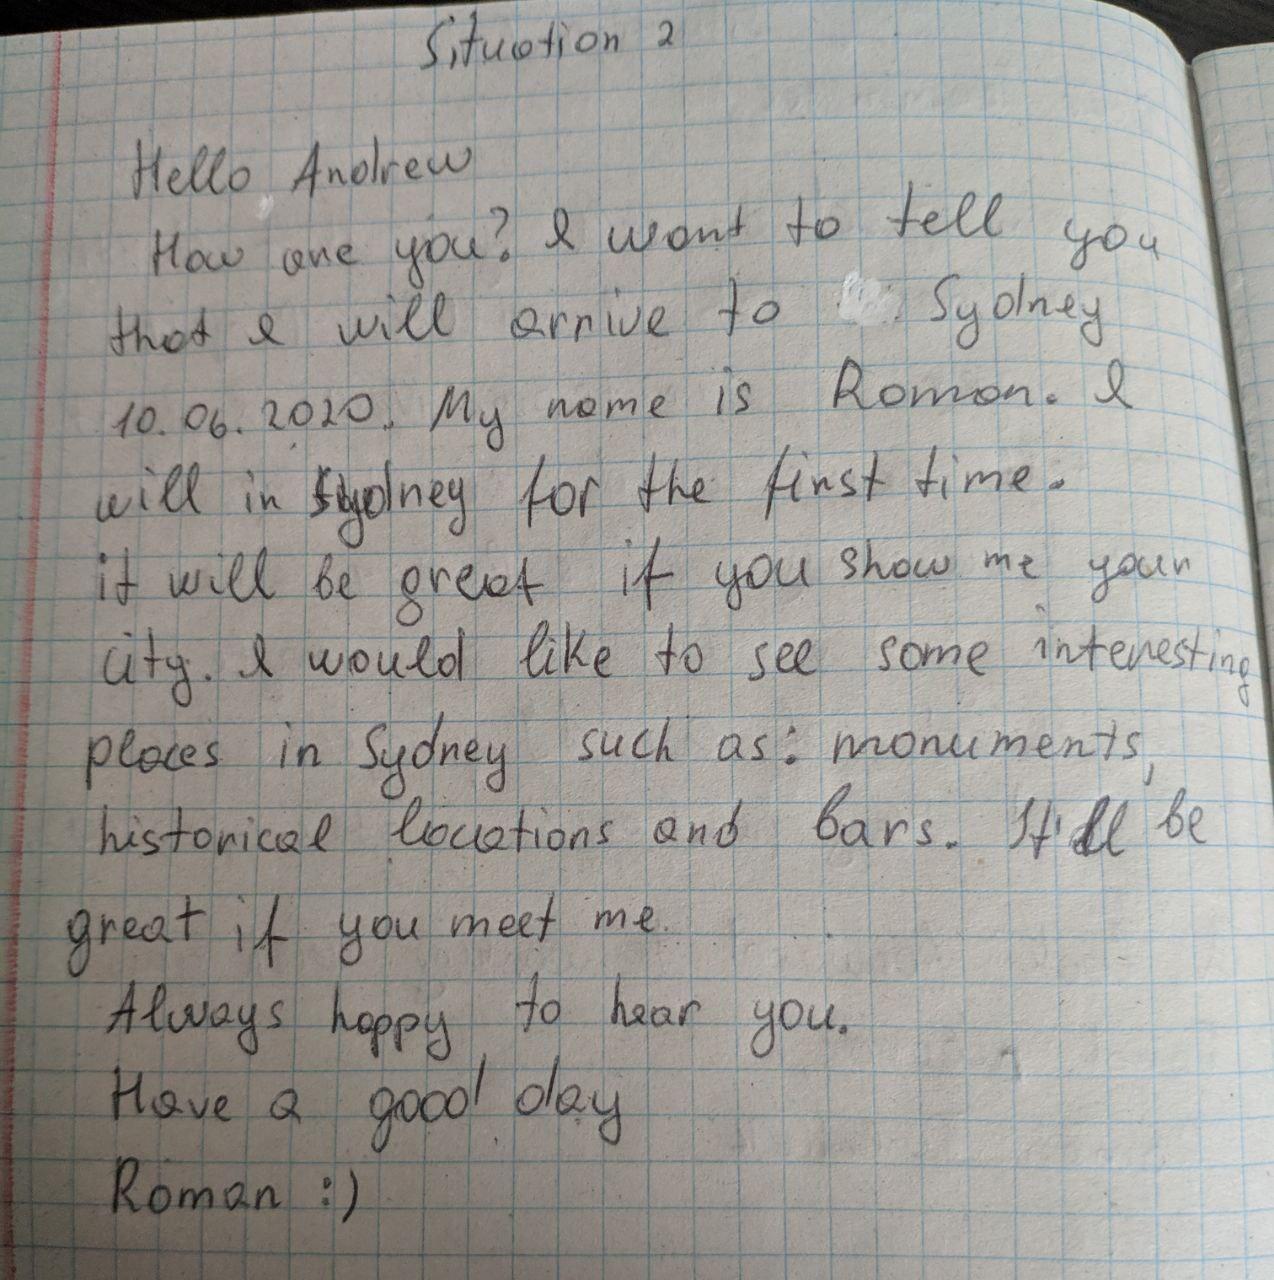 Situation 2
Hello Andrew
How are you? I want to tell you
that I will arrive to Sydney
10.06.2020. My name is Roman. I
will in Sydney for the first time.
it will be great if you show me your
city. I would like to see some interesting
places in Sydney such as: monuments,
historical locations and bars. It'll be
great if you meet me.
Always happy to hear you.
Have a good day
Roman :)